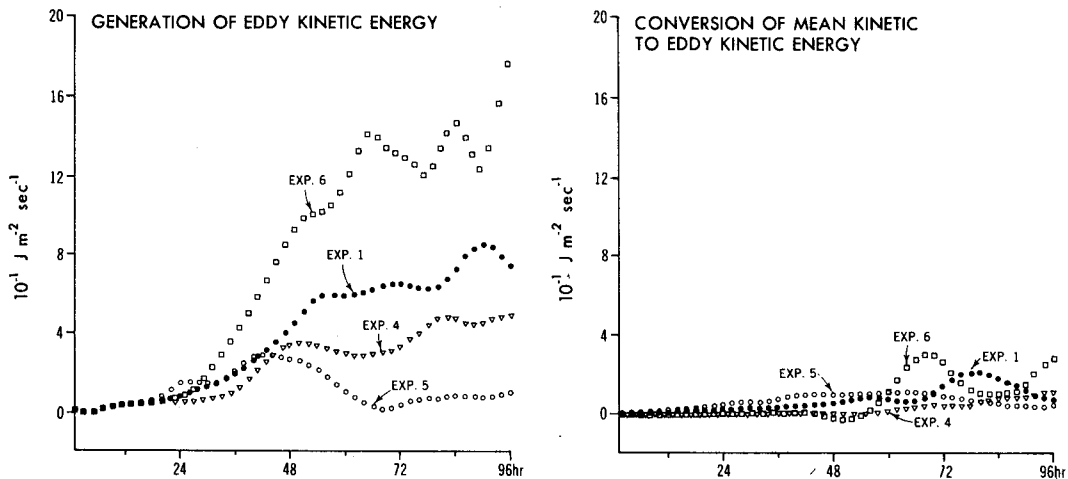 GENERATION OF EDDY KINETIC ENERGY
20
16
12
8
4
0
10⁻¹ J m⁻² sec⁻¹
EXP. 6
EXP. 1
EXP. 4
EXP. 5
24
48
72
96hr
CONVERSION OF MEAN KINETIC
TO EDDY KINETIC ENERGY
20
16
12
8
4
0
10⁻¹ J m⁻² sec⁻¹
EXP. 6
EXP. 1
EXP. 5
EXP. 4
24
48
72
96hr